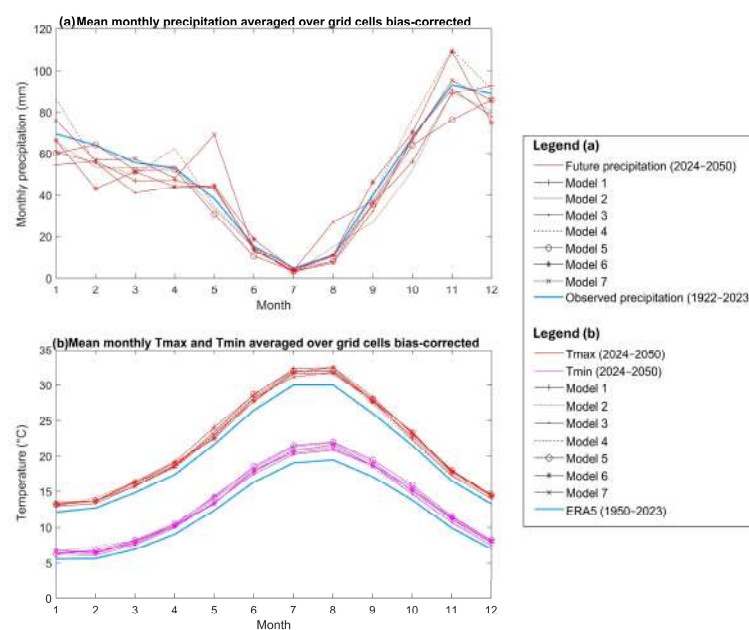 (a)Mean monthly precipitation averaged over grid cells bias-corrected
120
100
80
60
40
20
0
Monthly precipitation (mm)
1 2 3 4 5 6 7 8 9 10 11 12
Month
(b)Mean monthly Tmax and Tmin averaged over grid cells bias-corrected
35
30
25
20
15
10
5
0
Temperature (°C)
1 2 3 4 5 6 7 8 9 10 11 12
Month
Legend (a)
Future precipitation (2024–2050)
Model 1
Model 2
Model 3
Model 4
Model 5
Model 6
Model 7
Observed precipitation (1922–2023
Legend (b)
Tmax (2024–2050)
Tmin (2024–2050)
Model 1
Model 2
Model 3
Model 4
Model 5
Model 6
Model 7
ERA5 (1950–2023)